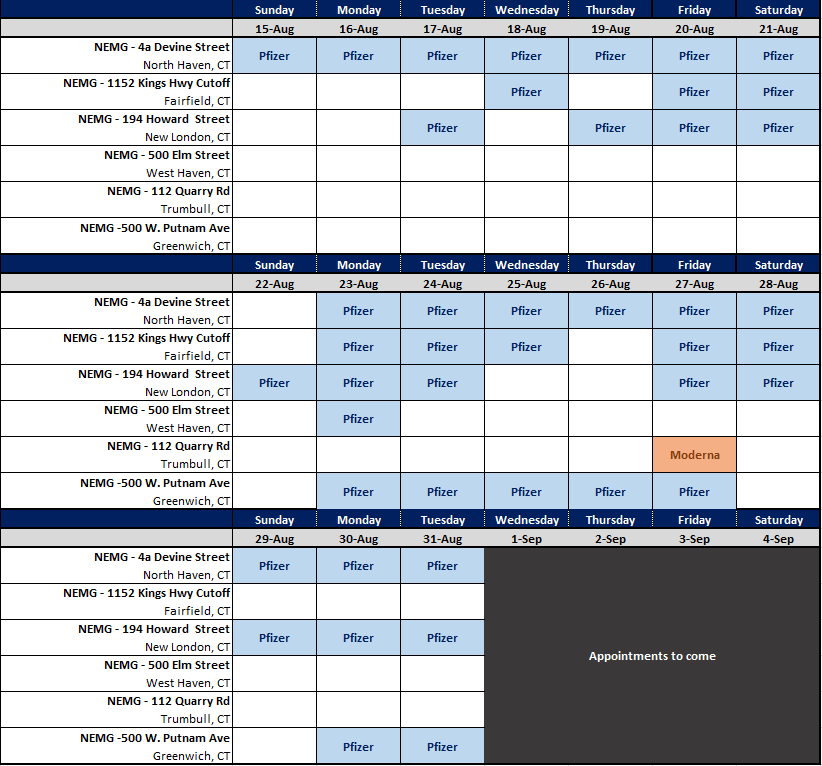 Sunday Monday Tuesday Wednesday Thursday Friday Saturday
15-Aug 16-Aug 17-Aug 18-Aug 19-Aug 20-Aug 21-Aug
NEMG - 4a Devine Street
North Haven, CT
Pfizer Pfizer Pfizer Pfizer Pfizer Pfizer Pfizer
NEMG - 1152 Kings Hwy Cutoff
Fairfield, CT
Pfizer Pfizer Pfizer
NEMG - 194 Howard Street
New London, CT
Pfizer Pfizer Pfizer Pfizer
NEMG - 500 Elm Street
West Haven, CT
NEMG - 112 Quarry Rd
Trumbull, CT
NEMG -500 W. Putnam Ave
Greenwich, CT
Sunday Monday Tuesday Wednesday Thursday Friday Saturday
22-Aug 23-Aug 24-Aug 25-Aug 26-Aug 27-Aug 28-Aug
NEMG - 4a Devine Street
North Haven, CT
Pfizer Pfizer Pfizer Pfizer Pfizer Pfizer
NEMG - 1152 Kings Hwy Cutoff
Fairfield, CT
Pfizer Pfizer Pfizer Pfizer Pfizer
NEMG - 194 Howard Street
New London, CT
Pfizer Pfizer Pfizer Pfizer Pfizer
NEMG - 500 Elm Street
West Haven, CT
Pfizer
NEMG - 112 Quarry Rd
Trumbull, CT
Moderna
NEMG -500 W. Putnam Ave
Greenwich, CT
Pfizer Pfizer Pfizer Pfizer Pfizer
Sunday Monday Tuesday Wednesday Thursday Friday Saturday
29-Aug 30-Aug 31-Aug 1-Sep 2-Sep 3-Sep 4-Sep
NEMG - 4a Devine Street
North Haven, CT
Pfizer Pfizer Pfizer
NEMG - 1152 Kings Hwy Cutoff
Fairfield, CT
NEMG - 194 Howard Street
New London, CT
Pfizer Pfizer Pfizer
Appointments to come
NEMG - 500 Elm Street
West Haven, CT
NEMG - 112 Quarry Rd
Trumbull, CT
NEMG -500 W. Putnam Ave
Greenwich, CT
Pfizer Pfizer